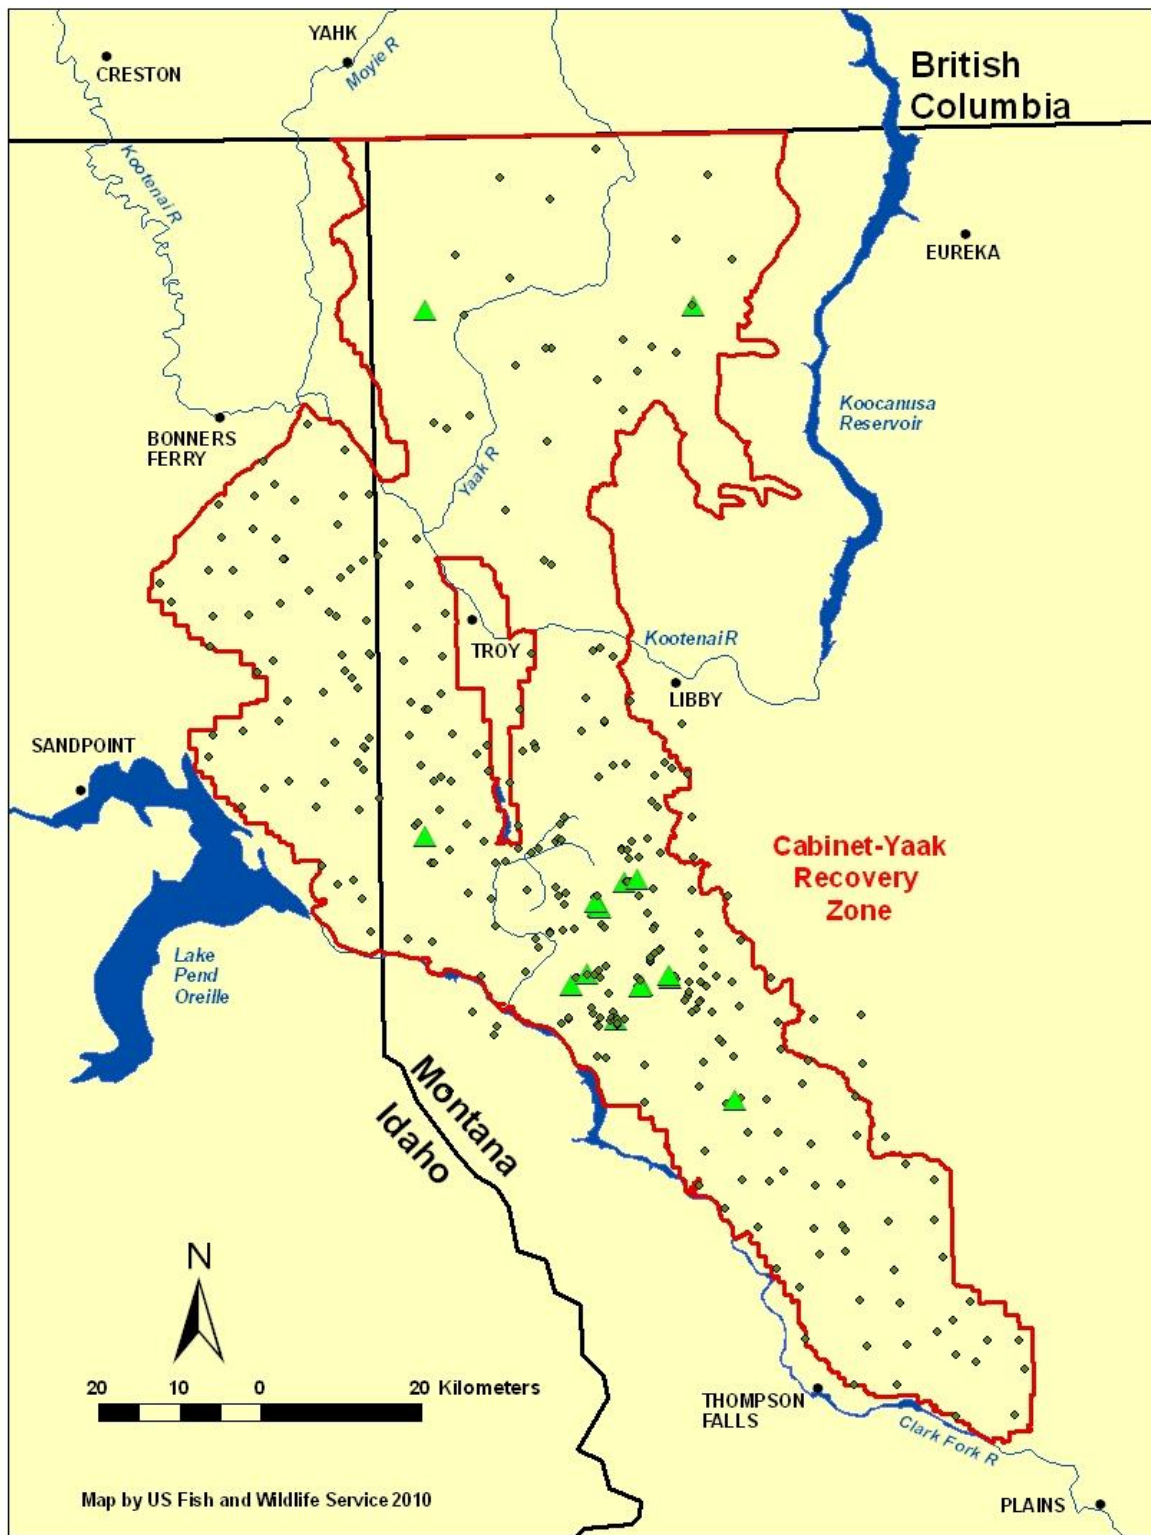 YAHK
CRESTON
Moyie R
British
Columbia
Kootenai R
EUREKA
Koocanusa
Reservoir
BONNERS
FERRY
Yaak R
Kootenai R
TROY
LIBBY
SANDPOINT
Cabinet-Yaak
Recovery
Zone
Lake
Pend
Oreille
Montana
Idaho
N
20 10 0 20 Kilometers
THOMPSON
FALLS
Clark Fork R
Map by US Fish and Wildlife Service 2010
PLAINS